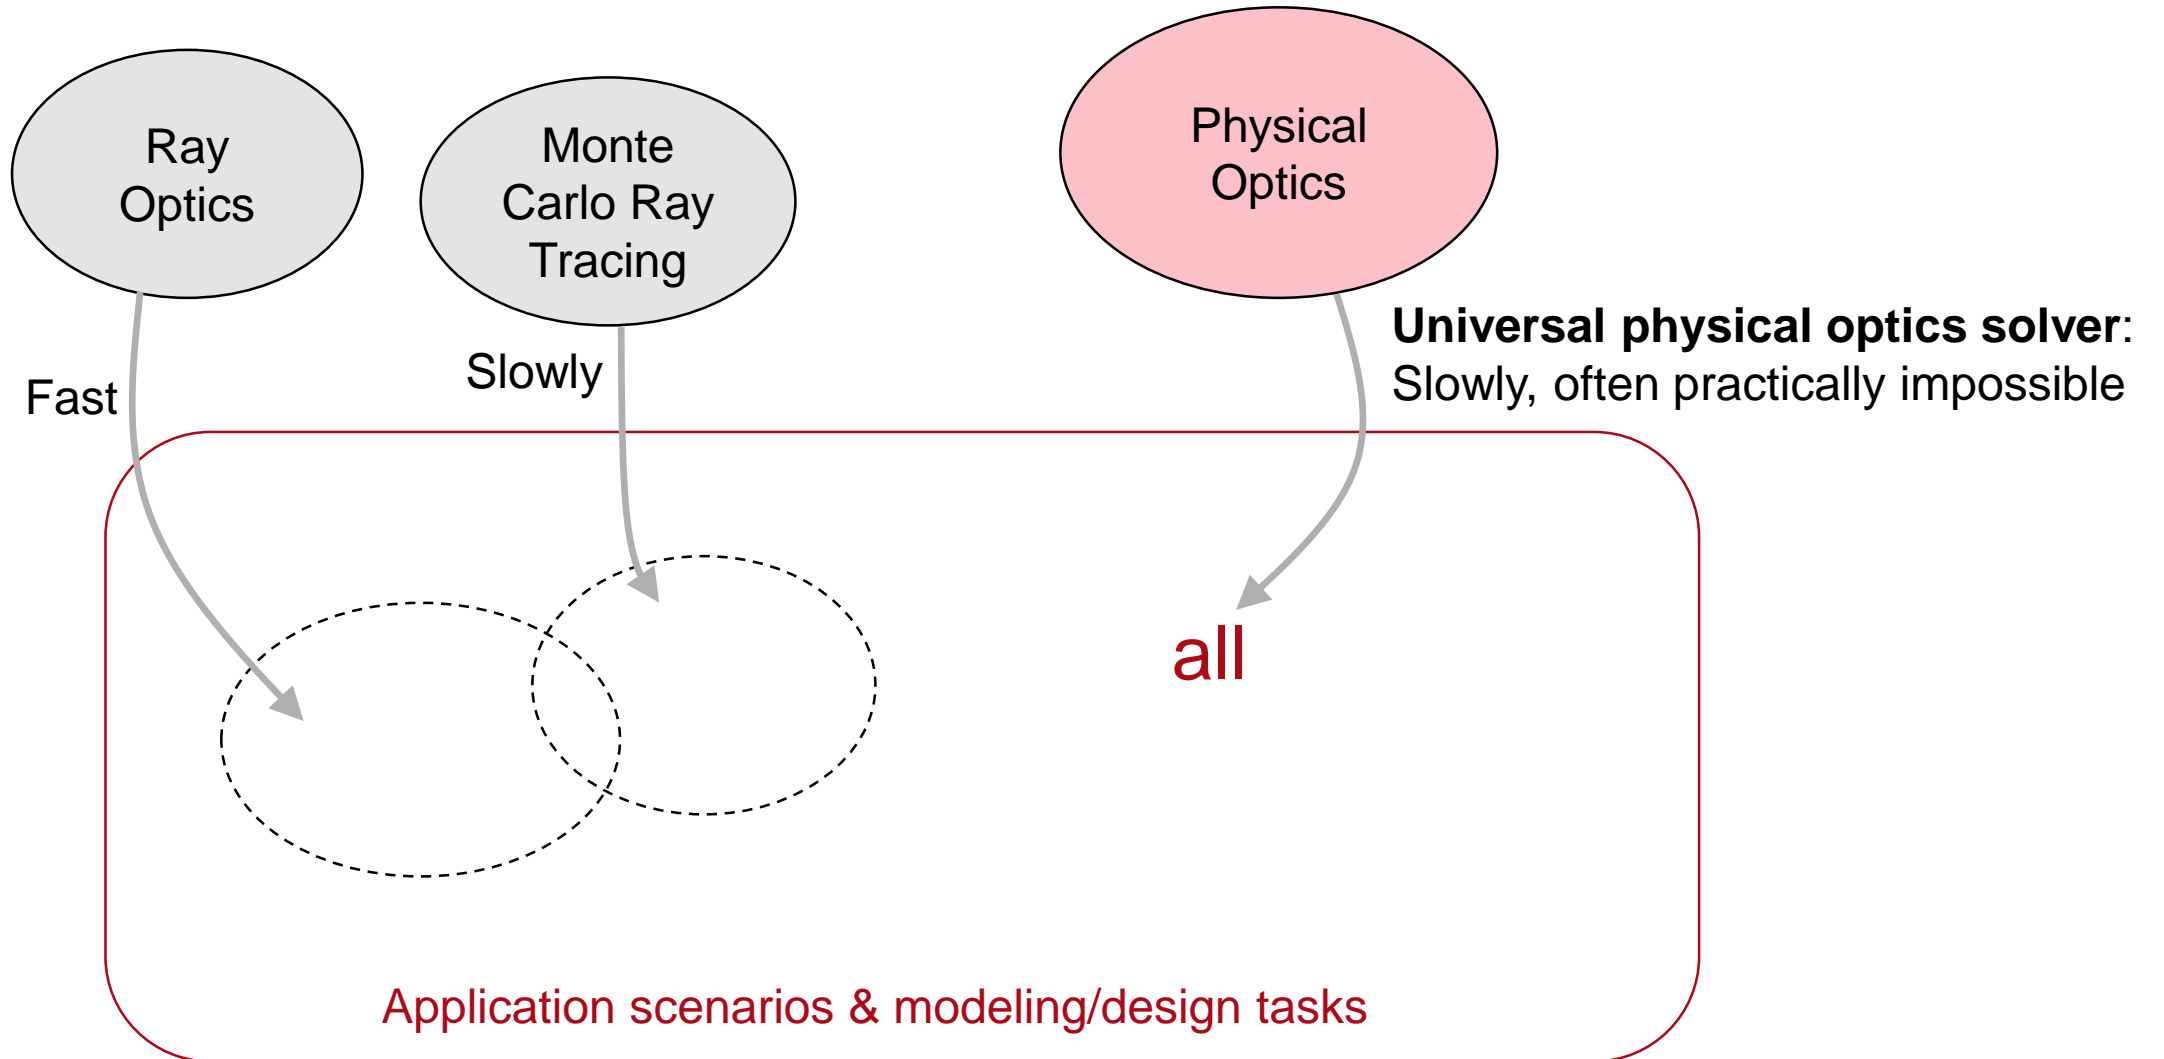 Ray
Optics
Monte
Carlo Ray
Tracing
Physical
Optics
Fast
Slowly
Universal physical optics solver:
Slowly, often practically impossible
all
Application scenarios & modeling/design tasks